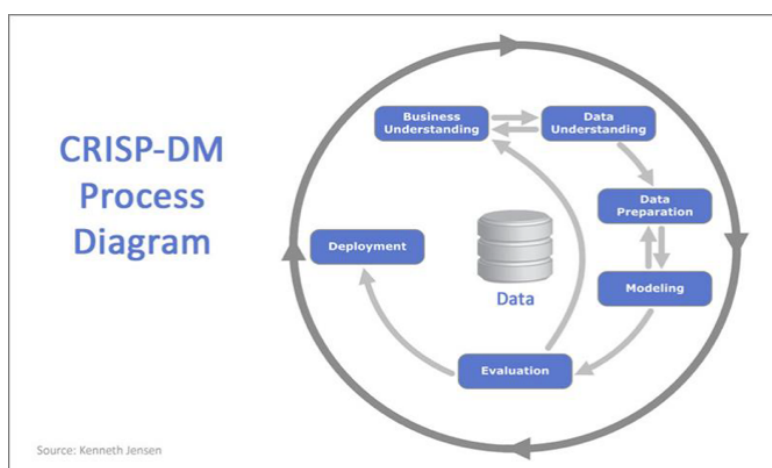 CRISP-DM
Process
Diagram
Business
Understanding
Data
Understanding
Data
Preparation
Modeling
Evaluation
Deployment
Data
Source: Kenneth Jensen